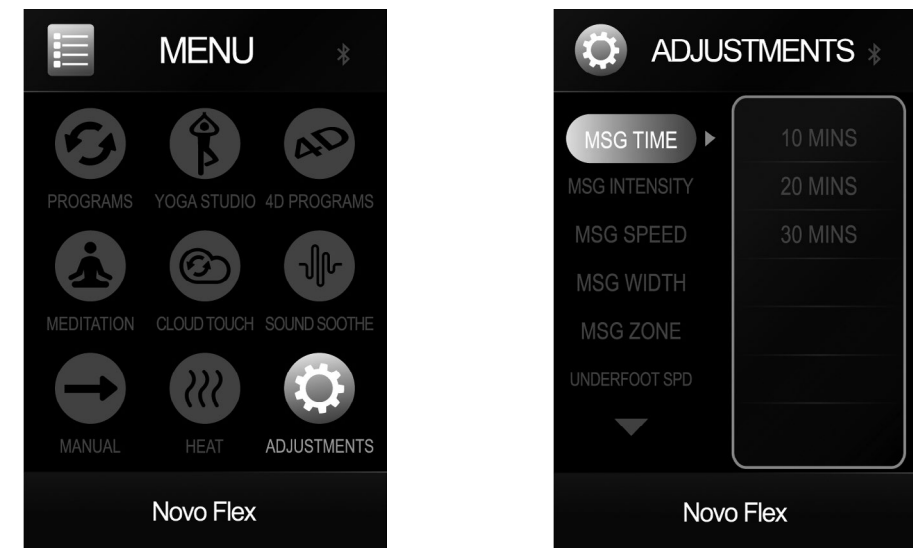 MENU
4D
PROGRAMS YOGA STUDIO 4D PROGRAMS
MEDITATION CLOUD TOUCH SOUND SOOTHE
MANUAL HEAT ADJUSTMENTS
Novo Flex
ADJUSTMENTS
MSG TIME
MSG INTENSITY
MSG SPEED
MSG WIDTH
MSG ZONE
UNDERFOOT SPD
10 MINS
20 MINS
30 MINS
Novo Flex